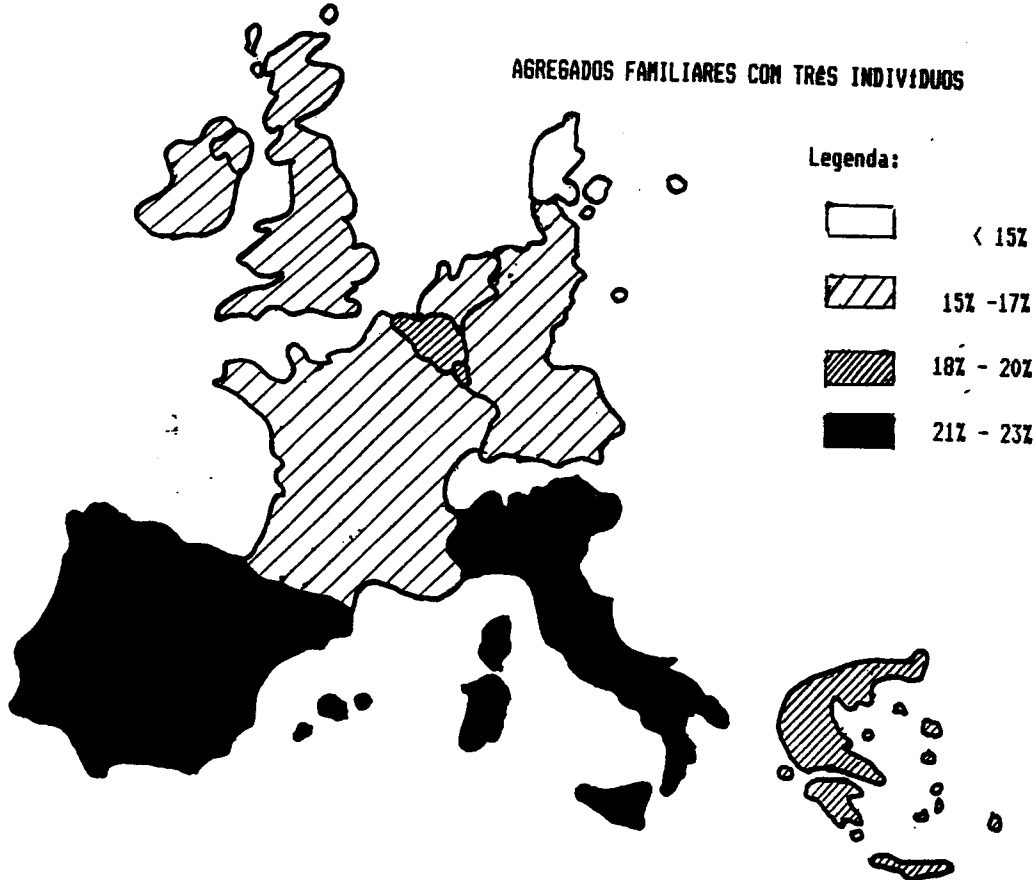 AGREGADOS FAMILIARES COM TRêS INDIVíDUOS
Legenda:
< 15%
15% -17%
18% - 20%
21% - 23%